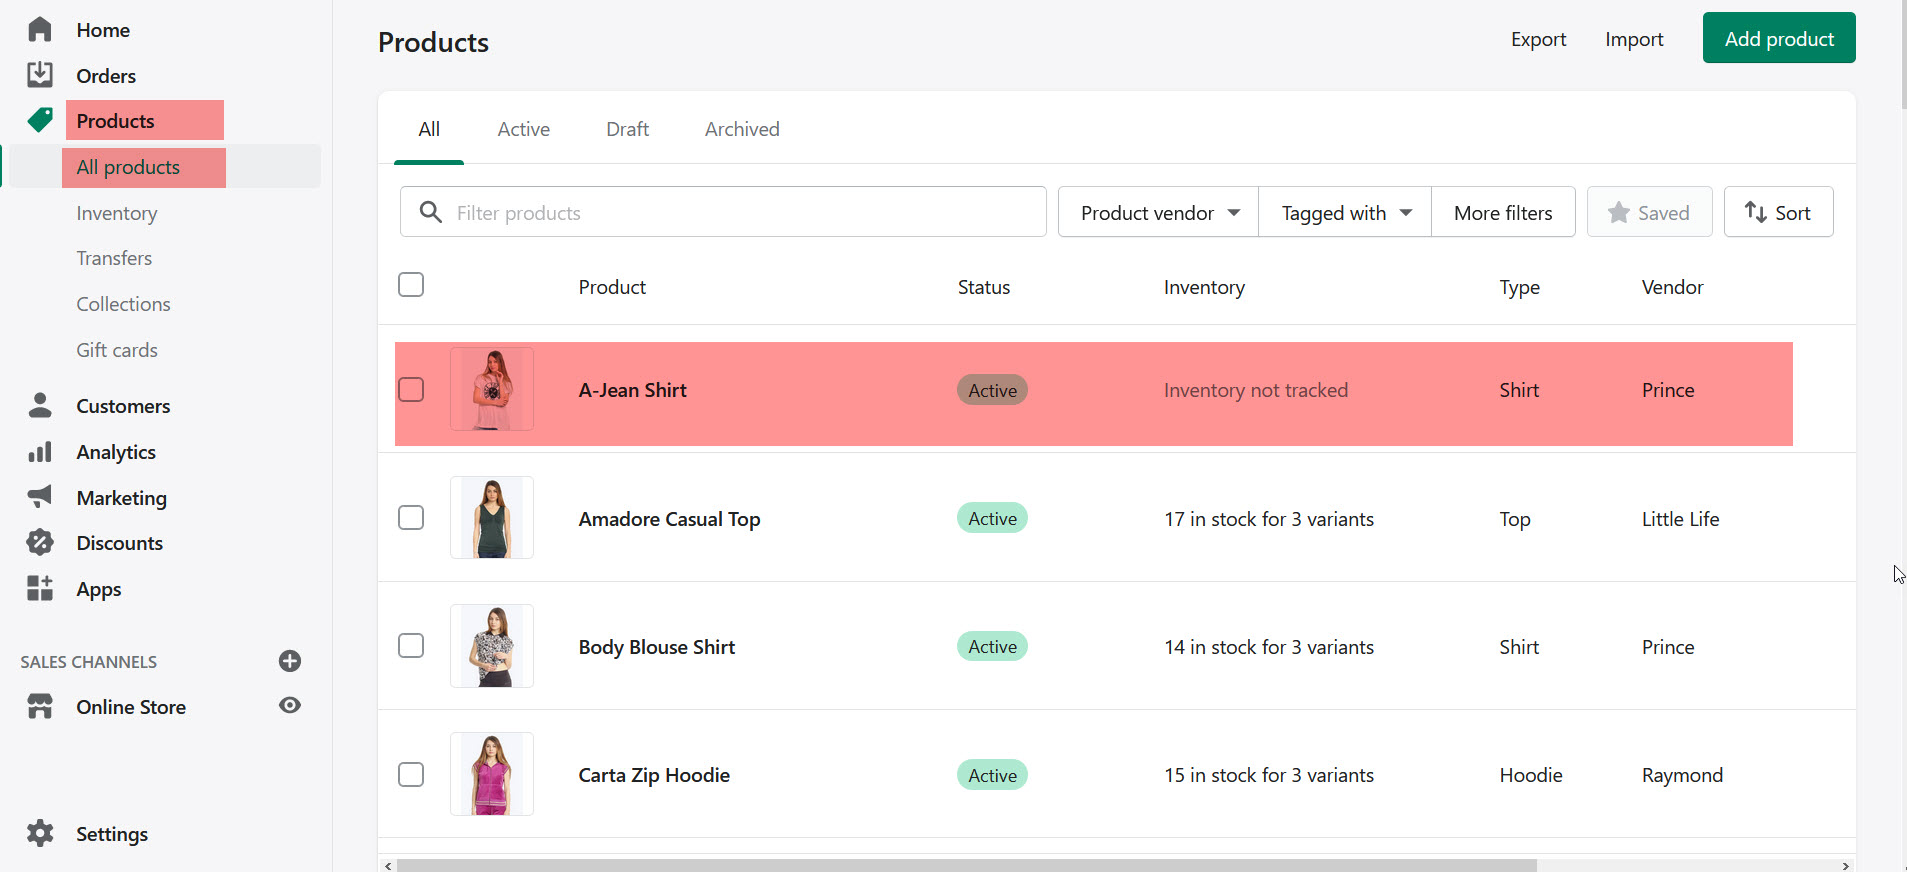 Home
Orders
Products
All products
Inventory
Transfers
Collections
Gift cards
Customers
Analytics
Marketing
Discounts
Apps
SALES CHANNELS
Online Store
Settings
Products
Export Import Add product
All Active Draft Archived
Filter products Product vendor Tagged with More filters Saved Sort
Product Status Inventory Type Vendor
A-Jean Shirt Active Inventory not tracked Shirt Prince
Amadore Casual Top Active 17 in stock for 3 variants Top Little Life
Body Blouse Shirt Active 14 in stock for 3 variants Shirt Prince
Carta Zip Hoodie Active 15 in stock for 3 variants Hoodie Raymond